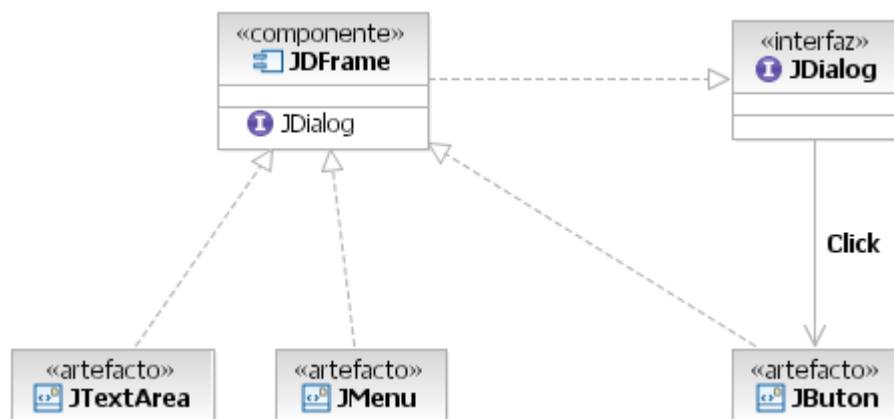 «componente»
JDFrame
JDialog
«interfaz»
JDialog
Click
«artefacto»
JTextArea
«artefacto»
JMenu
«artefacto»
JButon